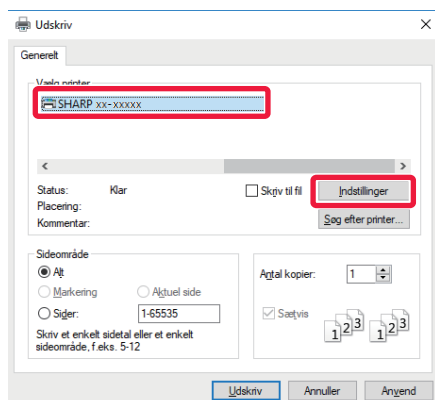 Udskriv
Generelt
Vælg printer
SHARP xx-xxxxx
Status: Klar
Skriv til fil
Indstillinger
Placering:
Kommentar:
Søg efter printer...
Sideområde
Alt
Markering
Aktuel side
Sider:
1-65535
Skriv et enkelt sidetal eller et enkelt
sideområde, f.eks. 5-12
Antal kopier:
1
Sætvis
1 2 3
1 2 3
Udskriv
Annuller
Anvend